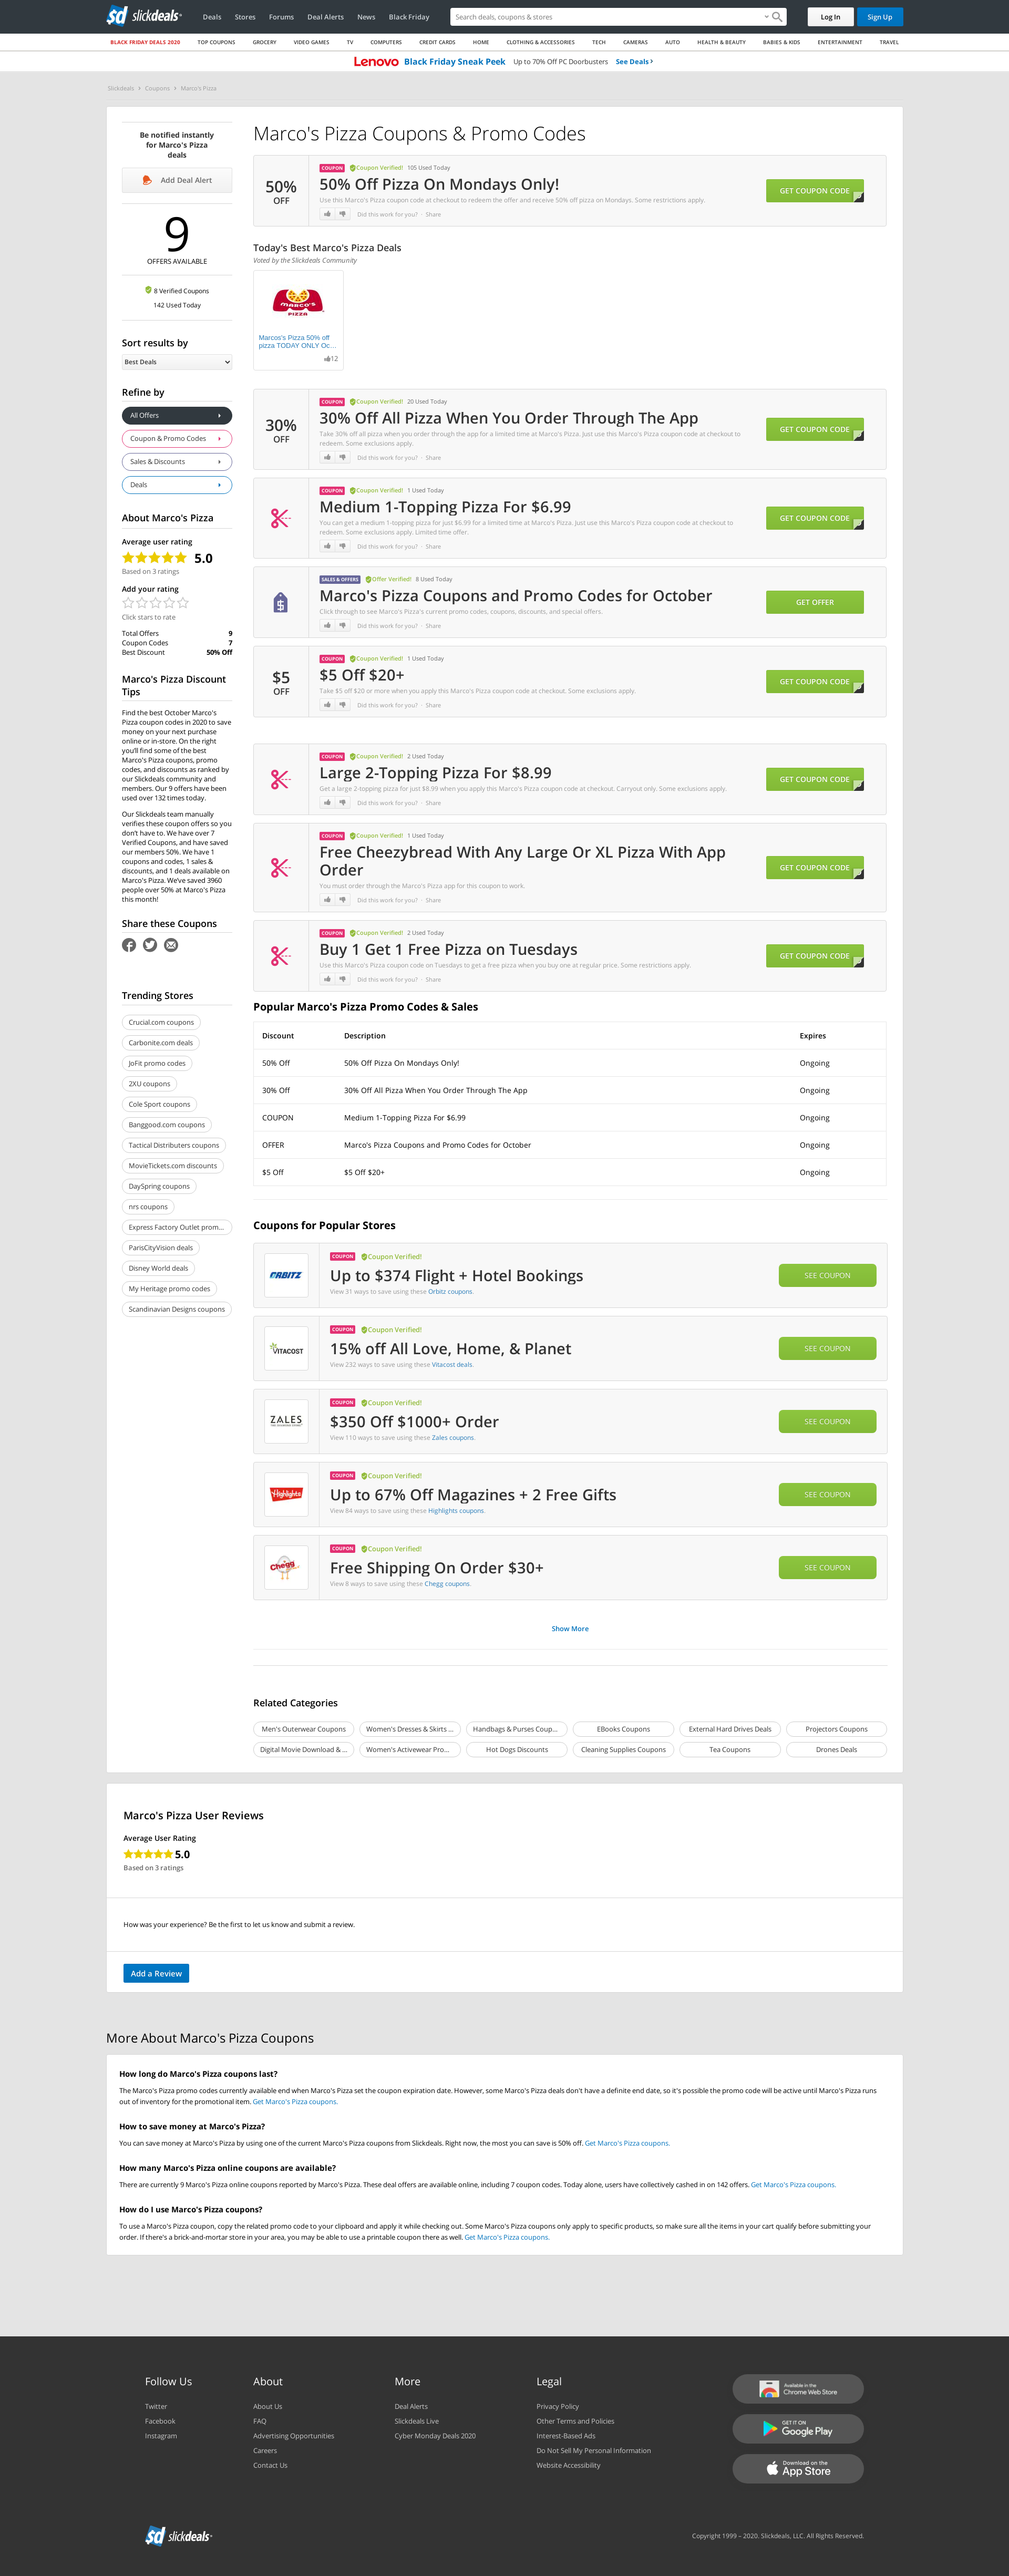 slickdeals
Deals
Stores
Forums
Deal Alerts
News
Black Friday
Search deals, coupons & stores
Log In
Sign Up
BLACK FRIDAY DEALS 2020
TOP COUPONS
GROCERY
VIDEO GAMES
TV
COMPUTERS
CREDIT CARDS
HOME
CLOTHING & ACCESSORIES
TECH
CAMERAS
AUTO
HEALTH & BEAUTY
BABIES & KIDS
ENTERTAINMENT
TRAVEL
Lenovo Black Friday Sneak Peek Up to 70% Off PC Doorbusters See Deals ›
Slickdeals › Coupons › Marco's Pizza
Be notified instantly
for Marco's Pizza
deals
Add Deal Alert
9
OFFERS AVAILABLE
8 Verified Coupons
142 Used Today
Sort results by
Best Deals
Refine by
All Offers
Coupon & Promo Codes
Sales & Discounts
Deals
About Marco's Pizza
Average user rating
5.0
Based on 3 ratings
Add your rating
Click stars to rate
Total Offers 9
Coupon Codes 7
Best Discount 50% Off
Marco's Pizza Discount
Tips
Find the best October Marco's
Pizza coupon codes in 2020 to save
money on your next purchase
online or in-store. On the right
you'll find some of the best
Marco's Pizza coupons, promo
codes, and discounts as ranked by
our Slickdeals community and
members. Our 9 offers have been
used over 132 times today.
Our Slickdeals team manually
verifies these coupon offers so you
don't have to. We have over 7
Verified Coupons, and have saved
our members 50%. We have 1
coupons and codes, 1 sales &
discounts, and 1 deals available on
Marco's Pizza. We've saved 3960
people over 50% at Marco's Pizza
this month!
Share these Coupons
Trending Stores
Crucial.com coupons
Carbonite.com deals
JoFit promo codes
2XU coupons
Cole Sport coupons
Banggood.com coupons
Tactical Distributers coupons
MovieTickets.com discounts
DaySpring coupons
nrs coupons
Express Factory Outlet prom...
ParisCityVision deals
Disney World deals
My Heritage promo codes
Scandinavian Designs coupons
Marco's Pizza Coupons & Promo Codes
50%
OFF
COUPON Coupon Verified! 105 Used Today
50% Off Pizza On Mondays Only!
Use this Marco's Pizza coupon code at checkout to redeem the offer and receive 50% off pizza on Mondays. Some restrictions apply.
Did this work for you? · Share
GET COUPON CODE
Today's Best Marco's Pizza Deals
Voted by the Slickdeals Community
MARCO'S
PIZZA
Marcos's Pizza 50% off
pizza TODAY ONLY Oc...
12
30%
OFF
COUPON Coupon Verified! 20 Used Today
30% Off All Pizza When You Order Through The App
Take 30% off all pizza when you order through the app for a limited time at Marco's Pizza. Just use this Marco's Pizza coupon code at checkout to
redeem. Some exclusions apply.
Did this work for you? · Share
GET COUPON CODE
COUPON Coupon Verified! 1 Used Today
Medium 1-Topping Pizza For $6.99
You can get a medium 1-topping pizza for just $6.99 for a limited time at Marco's Pizza. Just use this Marco's Pizza coupon code at checkout to
redeem. Some exclusions apply. Limited time offer.
Did this work for you? · Share
GET COUPON CODE
SALES & OFFERS Offer Verified! 8 Used Today
Marco's Pizza Coupons and Promo Codes for October
Click through to see Marco's Pizza's current promo codes, coupons, discounts, and special offers.
Did this work for you? · Share
GET OFFER
$5
OFF
COUPON Coupon Verified! 1 Used Today
$5 Off $20+
Take $5 off $20 or more when you apply this Marco's Pizza coupon code at checkout. Some exclusions apply.
Did this work for you? · Share
GET COUPON CODE
COUPON Coupon Verified! 2 Used Today
Large 2-Topping Pizza For $8.99
Get a large 2-topping pizza for just $8.99 when you apply this Marco's Pizza coupon code at checkout. Carryout only. Some exclusions apply.
Did this work for you? · Share
GET COUPON CODE
COUPON Coupon Verified! 1 Used Today
Free Cheezybread With Any Large Or XL Pizza With App
Order
You must order through the Marco's Pizza app for this coupon to work.
Did this work for you? · Share
GET COUPON CODE
COUPON Coupon Verified! 2 Used Today
Buy 1 Get 1 Free Pizza on Tuesdays
Use this Marco's Pizza coupon code on Tuesdays to get a free pizza when you buy one at regular price. Some restrictions apply.
Did this work for you? · Share
GET COUPON CODE
Popular Marco's Pizza Promo Codes & Sales
Discount Description Expires
50% Off 50% Off Pizza On Mondays Only! Ongoing
30% Off 30% Off All Pizza When You Order Through The App Ongoing
COUPON Medium 1-Topping Pizza For $6.99 Ongoing
OFFER Marco's Pizza Coupons and Promo Codes for October Ongoing
$5 Off $5 Off $20+ Ongoing
Coupons for Popular Stores
ORBITZ
COUPON Coupon Verified!
Up to $374 Flight + Hotel Bookings
View 31 ways to save using these Orbitz coupons.
SEE COUPON
VITACOST
COUPON Coupon Verified!
15% off All Love, Home, & Planet
View 232 ways to save using these Vitacost deals.
SEE COUPON
ZALES
COUPON Coupon Verified!
$350 Off $1000+ Order
View 110 ways to save using these Zales coupons.
SEE COUPON
Highlights
COUPON Coupon Verified!
Up to 67% Off Magazines + 2 Free Gifts
View 84 ways to save using these Highlights coupons.
SEE COUPON
Chegg
COUPON Coupon Verified!
Free Shipping On Order $30+
View 8 ways to save using these Chegg coupons.
SEE COUPON
Show More
Related Categories
Men's Outerwear Coupons
Women's Dresses & Skirts ...
Handbags & Purses Coup...
EBooks Coupons
External Hard Drives Deals
Projectors Coupons
Digital Movie Download & ...
Women's Activewear Pro...
Hot Dogs Discounts
Cleaning Supplies Coupons
Tea Coupons
Drones Deals
Marco's Pizza User Reviews
Average User Rating
5.0
Based on 3 ratings
How was your experience? Be the first to let us know and submit a review.
Add a Review
More About Marco's Pizza Coupons
How long do Marco's Pizza coupons last?
The Marco's Pizza promo codes currently available end when Marco's Pizza set the coupon expiration date. However, some Marco's Pizza deals don't have a definite end date, so it's possible the promo code will be active until Marco's Pizza runs
out of inventory for the promotional item. Get Marco's Pizza coupons.
How to save money at Marco's Pizza?
You can save money at Marco's Pizza by using one of the current Marco's Pizza coupons from Slickdeals. Right now, the most you can save is 50% off. Get Marco's Pizza coupons.
How many Marco's Pizza online coupons are available?
There are currently 9 Marco's Pizza online coupons reported by Marco's Pizza. These deal offers are available online, including 7 coupon codes. Today alone, users have collectively cashed in on 142 offers. Get Marco's Pizza coupons.
How do I use Marco's Pizza coupons?
To use a Marco's Pizza coupon, copy the related promo code to your clipboard and apply it while checking out. Some Marco's Pizza coupons only apply to specific products, so make sure all the items in your cart qualify before submitting your
order. If there's a brick-and-mortar store in your area, you may be able to use a printable coupon there as well. Get Marco's Pizza coupons.
Follow Us
Twitter
Facebook
Instagram
About
About Us
FAQ
Advertising Opportunities
Careers
Contact Us
More
Deal Alerts
Slickdeals Live
Cyber Monday Deals 2020
Legal
Privacy Policy
Other Terms and Policies
Interest-Based Ads
Do Not Sell My Personal Information
Website Accessibility
Available in the
Chrome Web Store
GET IT ON
Google Play
Download on the
App Store
slickdeals
Copyright 1999 – 2020. Slickdeals, LLC. All Rights Reserved.